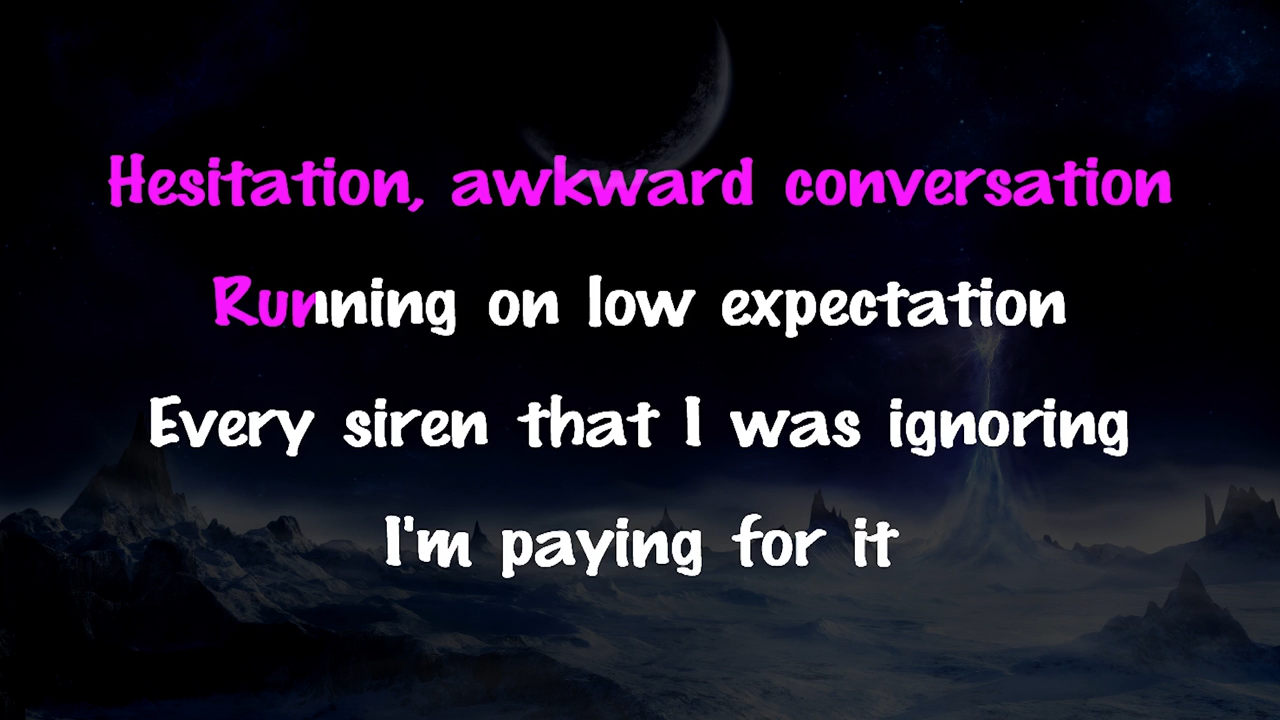 Hesitation, awkward conversation
Running on low expectation
Every siren that I was ignoring
I'm paying for it